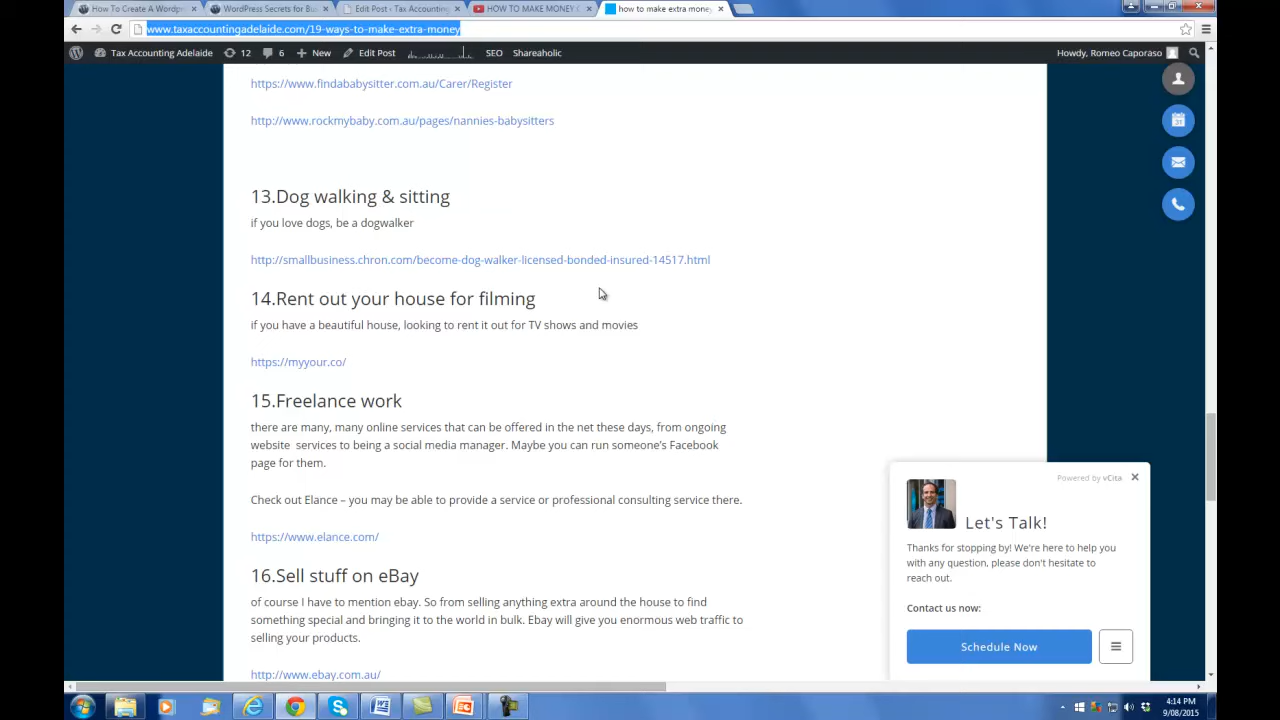 How To Create A Wordpre
WordPress Secrets for Bu
Edit Post - Tax Accounting
HOW TO MAKE MONEY O
how to make extra money
www.taxaccountingadelaide.com/19-ways-to-make-extra-money
Tax Accounting Adelaide
12
6
New
Edit Post
SEO
Shareaholic
Howdy, Romeo Caporaso
https://www.findababysitter.com.au/Carer/Register
http://www.rockmybaby.com.au/pages/nannies-babysitters
13.Dog walking & sitting
if you love dogs, be a dogwalker
http://smallbusiness.chron.com/become-dog-walker-licensed-bonded-insured-14517.html
14.Rent out your house for filming
if you have a beautiful house, looking to rent it out for TV shows and movies
https://myyour.co/
15.Freelance work
there are many, many online services that can be offered in the net these days, from ongoing
website services to being a social media manager. Maybe you can run someone's Facebook
page for them.
Check out Elance – you may be able to provide a service or professional consulting service there.
https://www.elance.com/
16.Sell stuff on eBay
of course I have to mention ebay. So from selling anything extra around the house to find
something special and bringing it to the world in bulk. Ebay will give you enormous web traffic to
selling your products.
http://www.ebay.com.au/
31
Powered by vCita
Let's Talk!
Thanks for stopping by! We're here to help you
with any question, please don't hesitate to
reach out.
Contact us now:
Schedule Now
4:14 PM
9/08/2015